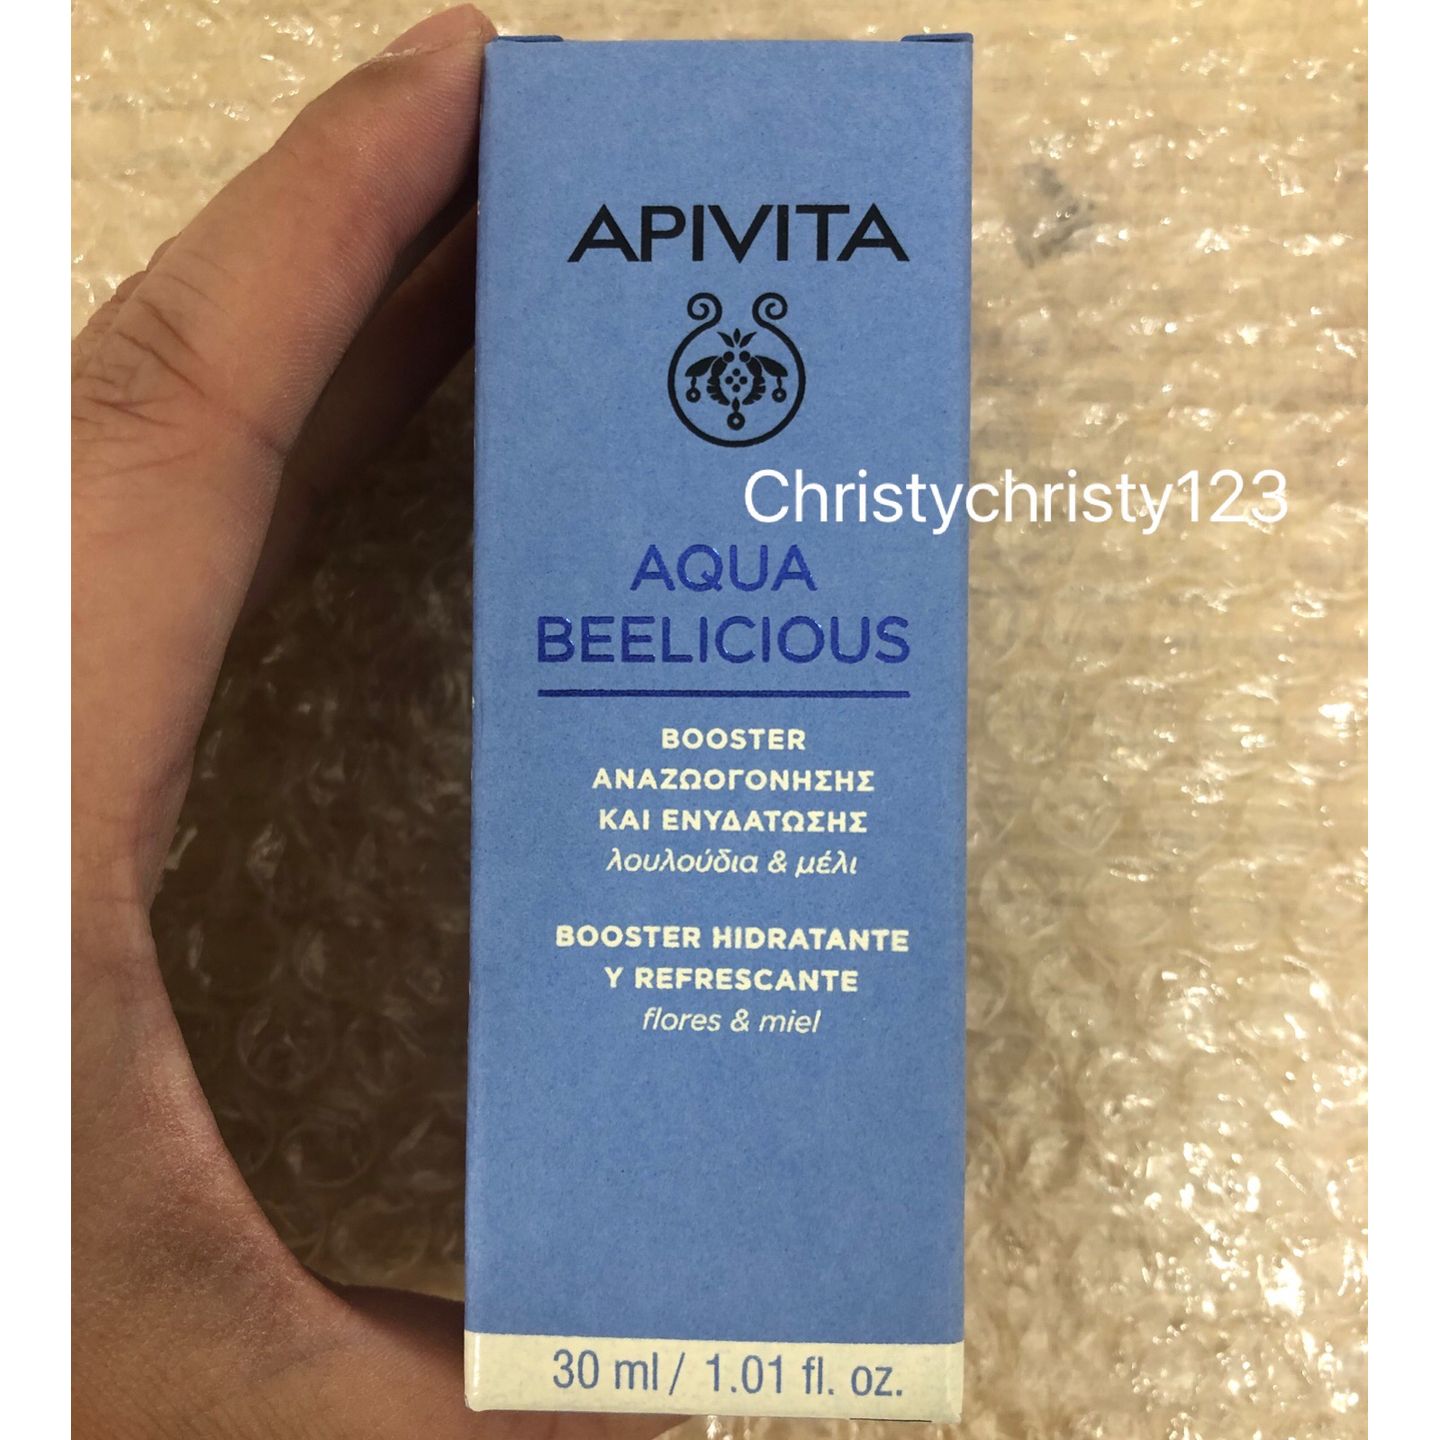 APIVITA
Christychristy123
AQUA
BEELICIOUS
BOOSTER
ΑΝΑΖΩΟΓΟΝΗΣΗΣ
ΚΑΙ ΕΝΥΔΑΤΩΣΗΣ
λουλούδια & μέλι
BOOSTER HIDRATANTE
Y REFRESCANTE
flores & miel
30 ml / 1.01 fl. oz.